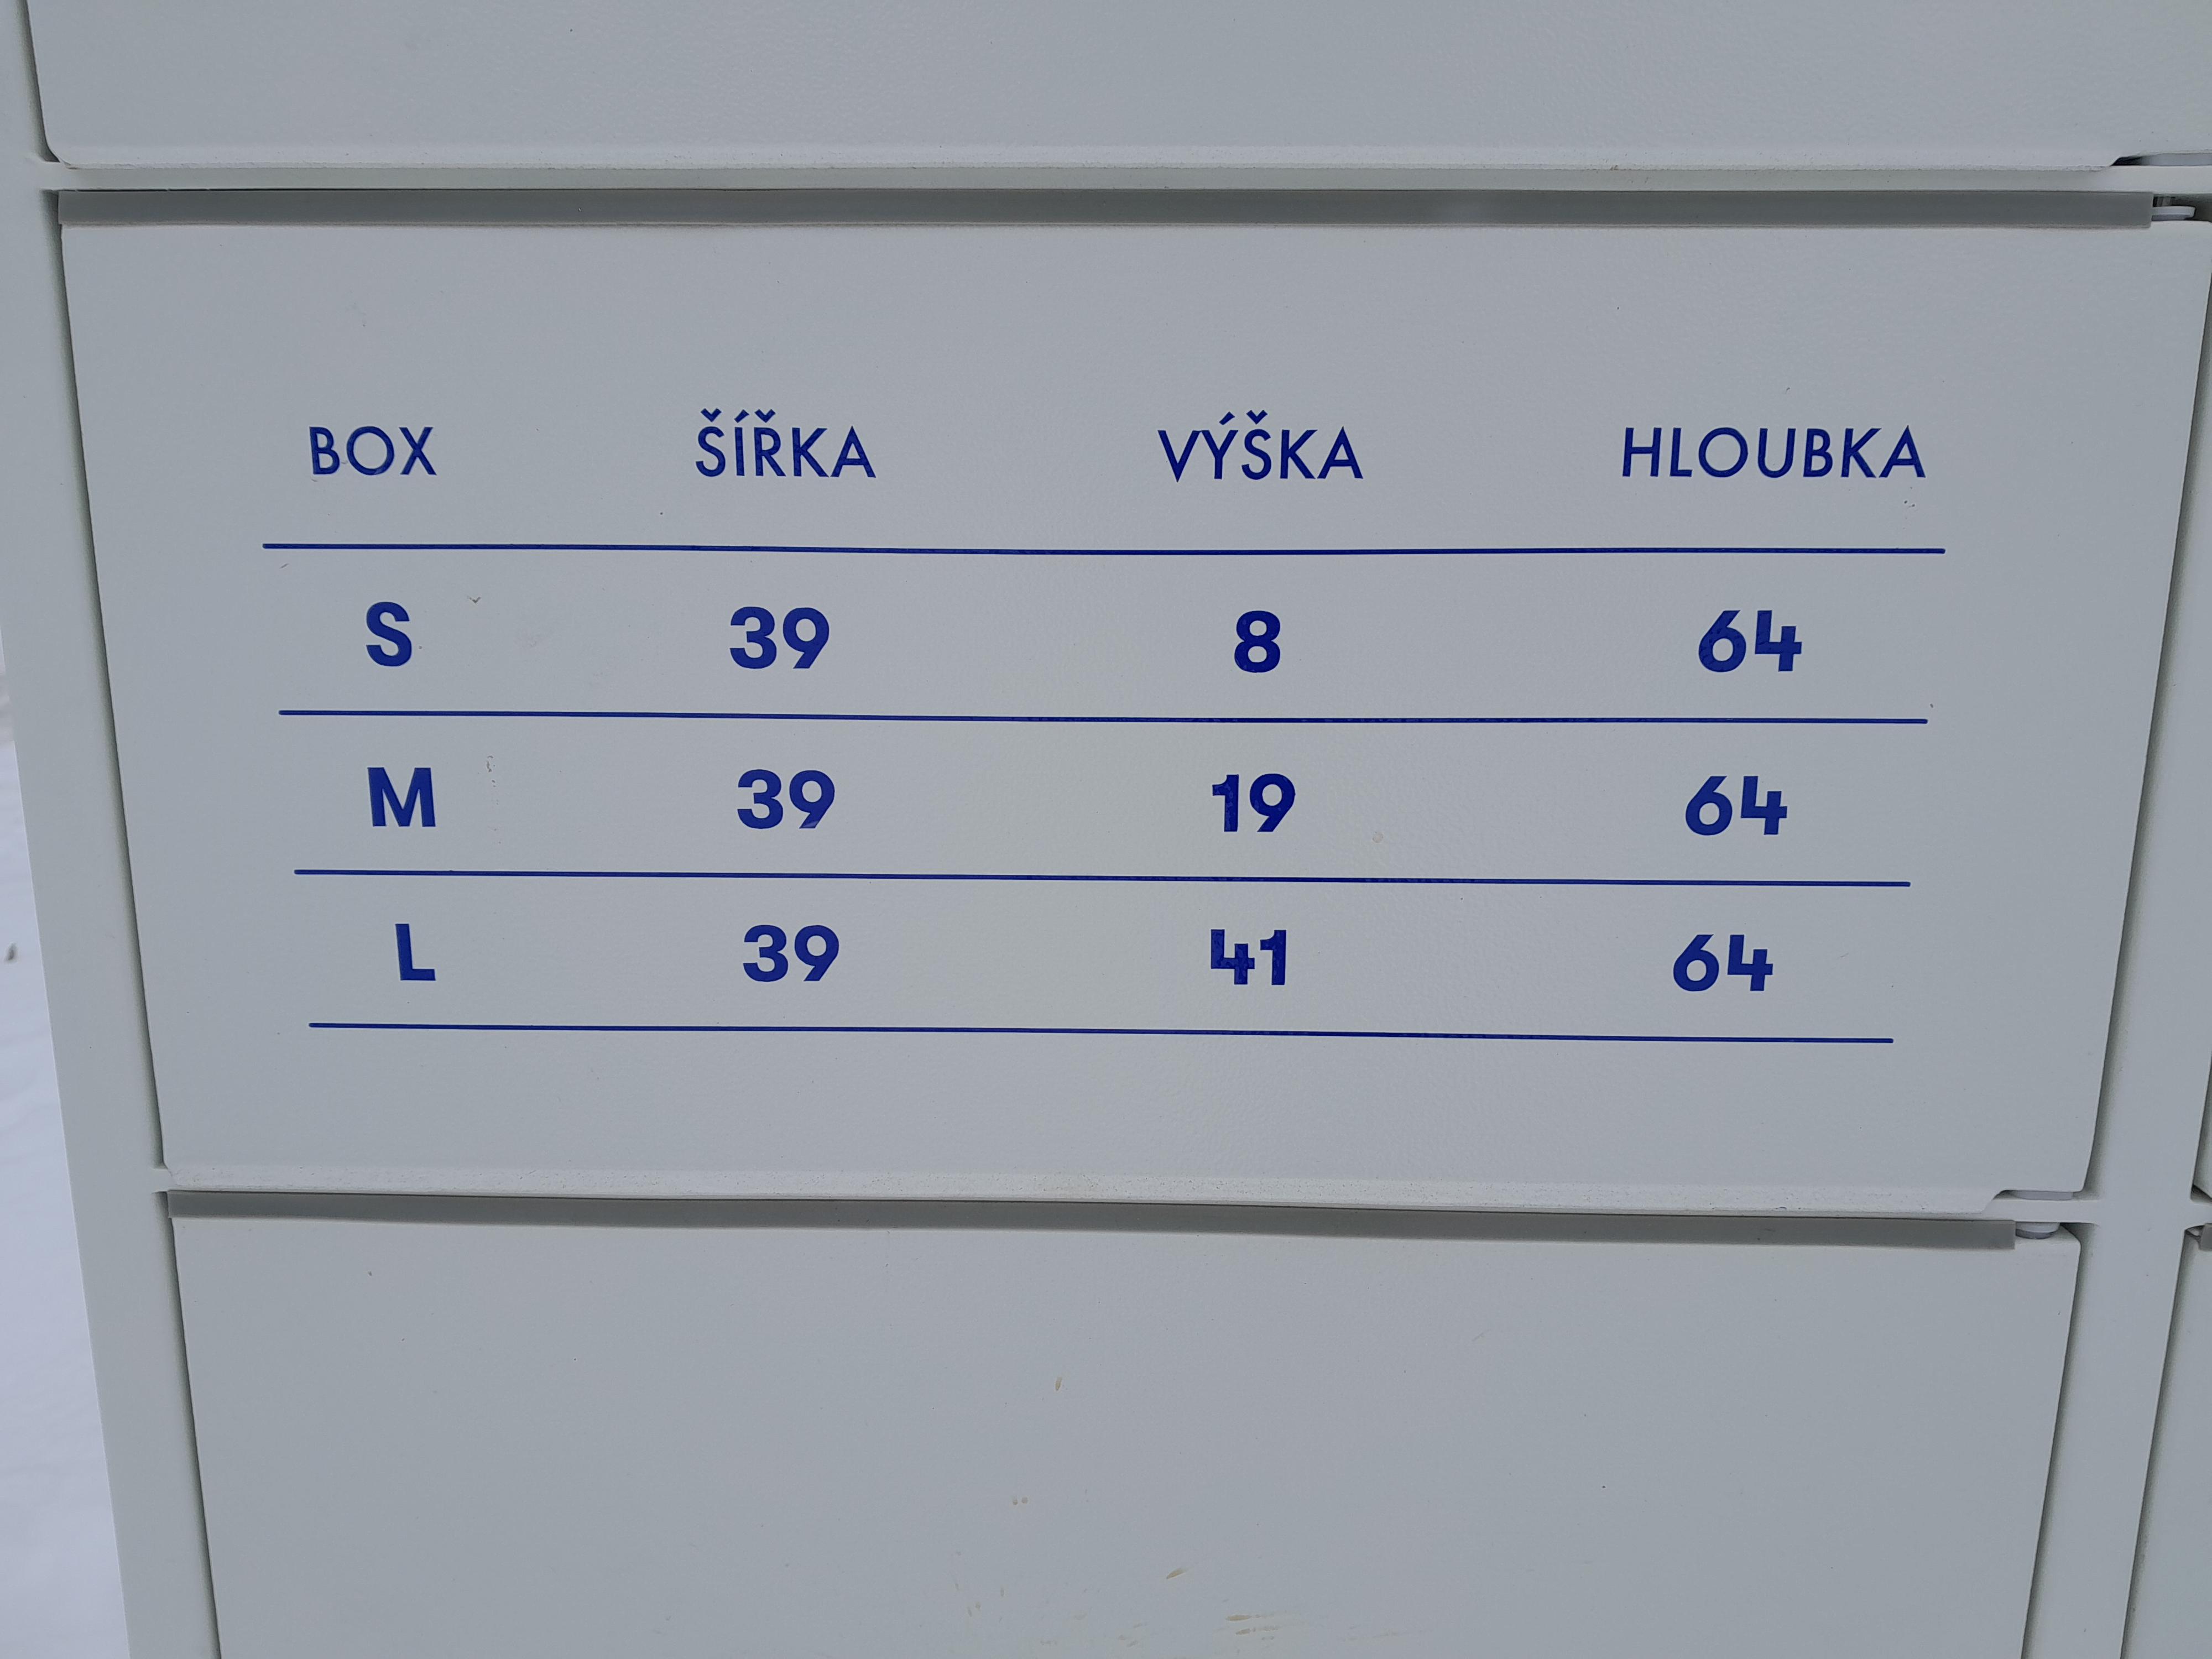 BOX ŠÍŘKA VÝŠKA HLOUBKA
S 39 8 64
M 39 19 64
L 39 41 64